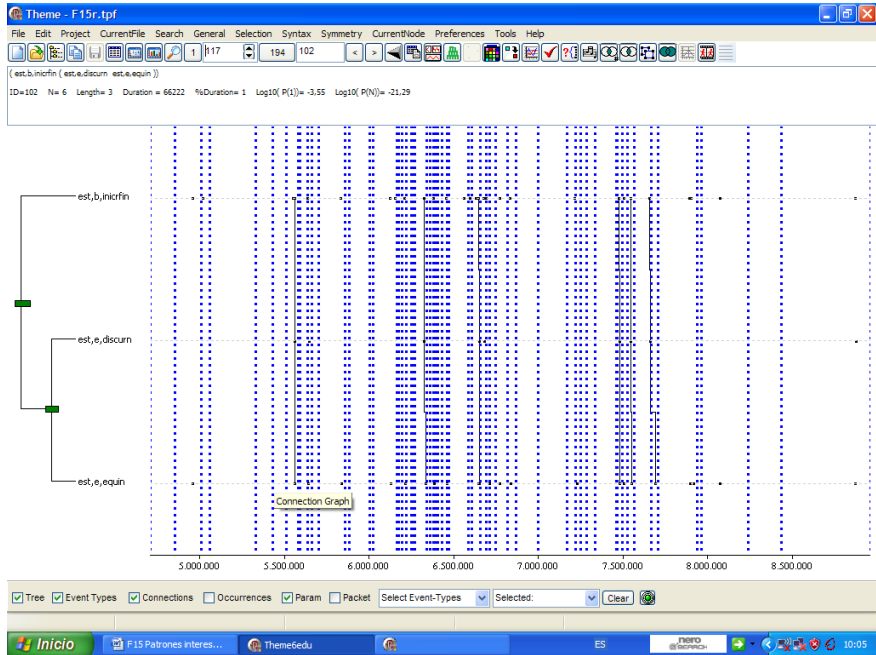 Theme - F15r.tpf
File Edit Project CurrentFile Search General Selection Syntax Symmetry CurrentNode Preferences Tools Help
1 117 194 102 < >
( est,b,inicrfin ( est,e,discurn est,e,equin ))
ID=102 N= 6 Length= 3 Duration = 66222 %Duration= 1 Log10( P(1))= -3,55 Log10( P(N))= -21,29
est,b,inicrfin
est,e,discurn
est,e,equin
Connection Graph
5.000.000 5.500.000 6.000.000 6.500.000 7.000.000 7.500.000 8.000.000 8.500.000
Tree Event Types Connections Occurrences Param Packet Select Event-Types Selected: Clear
Inicio F15 Patrones interes... Theme6edu ES nero SEARCH 10:05